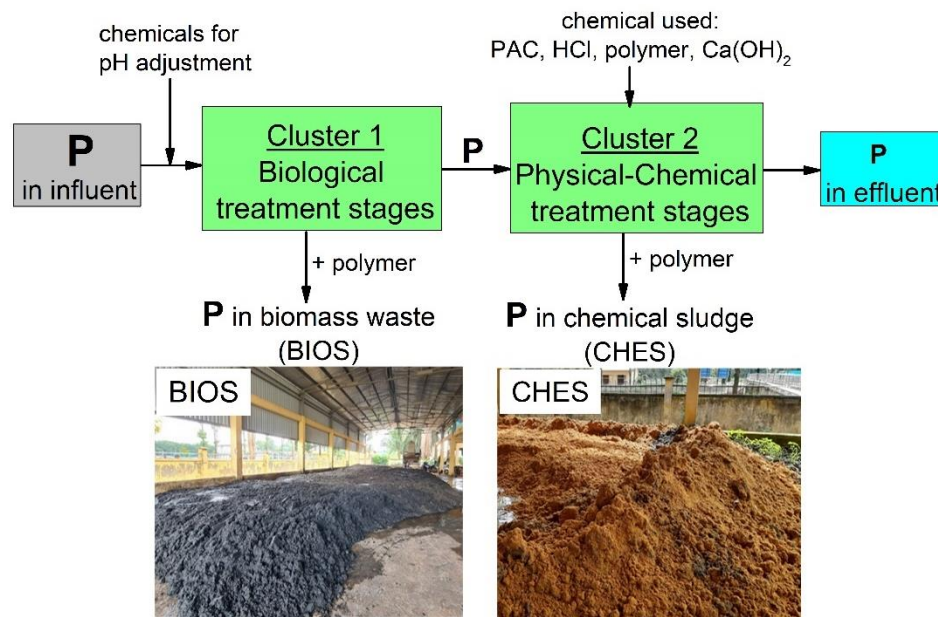 chemicals for
pH adjustment
chemical used:
PAC, HCl, polymer, Ca(OH)₂
P
in influent
Cluster 1
Biological
treatment stages
P
Cluster 2
Physical-Chemical
treatment stages
P
in effluent
+ polymer
+ polymer
P in biomass waste
(BIOS)
P in chemical sludge
(CHES)
BIOS
CHES